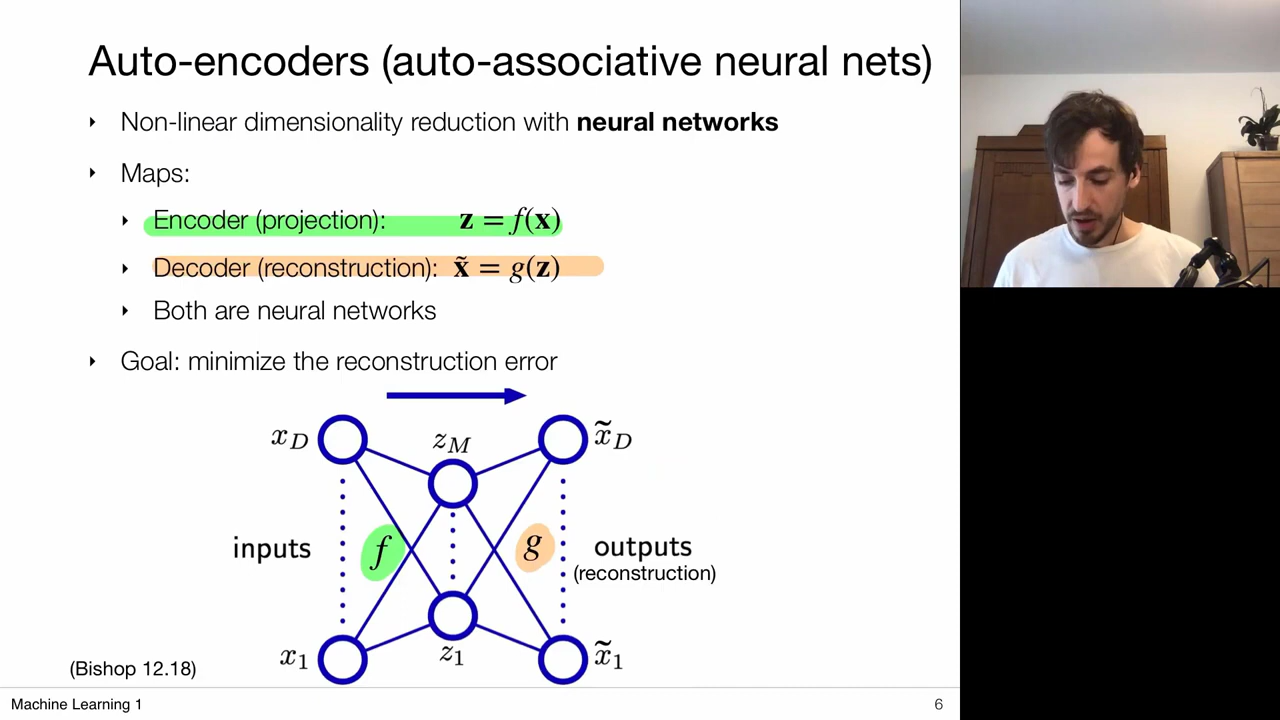 Auto-encoders (auto-associative neural nets)
‣ Non-linear dimensionality reduction with neural networks
‣ Maps:
‣ Encoder (projection): z = f(x)
‣ Decoder (reconstruction): x̃ = g(z)
‣ Both are neural networks
‣ Goal: minimize the reconstruction error
x_D z_M x̃_D
inputs f g outputs
(reconstruction)
x_1 z_1 x̃_1
(Bishop 12.18)
Machine Learning 1 6